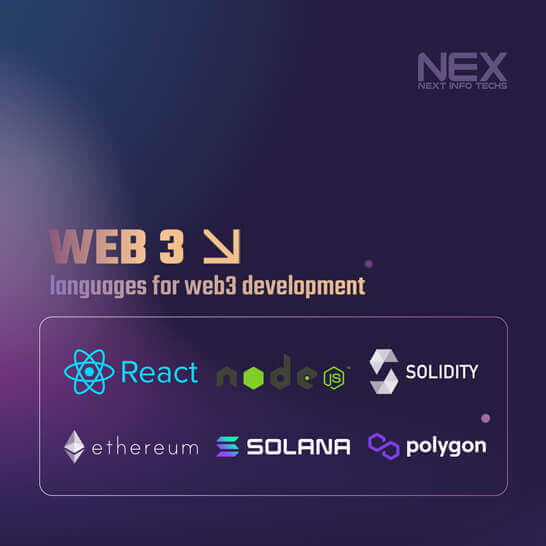 NEX
NEXT INFO TECHS
WEB 3
languages for web3 development
React
node JS
SOLIDITY
ethereum
SOLANA
polygon